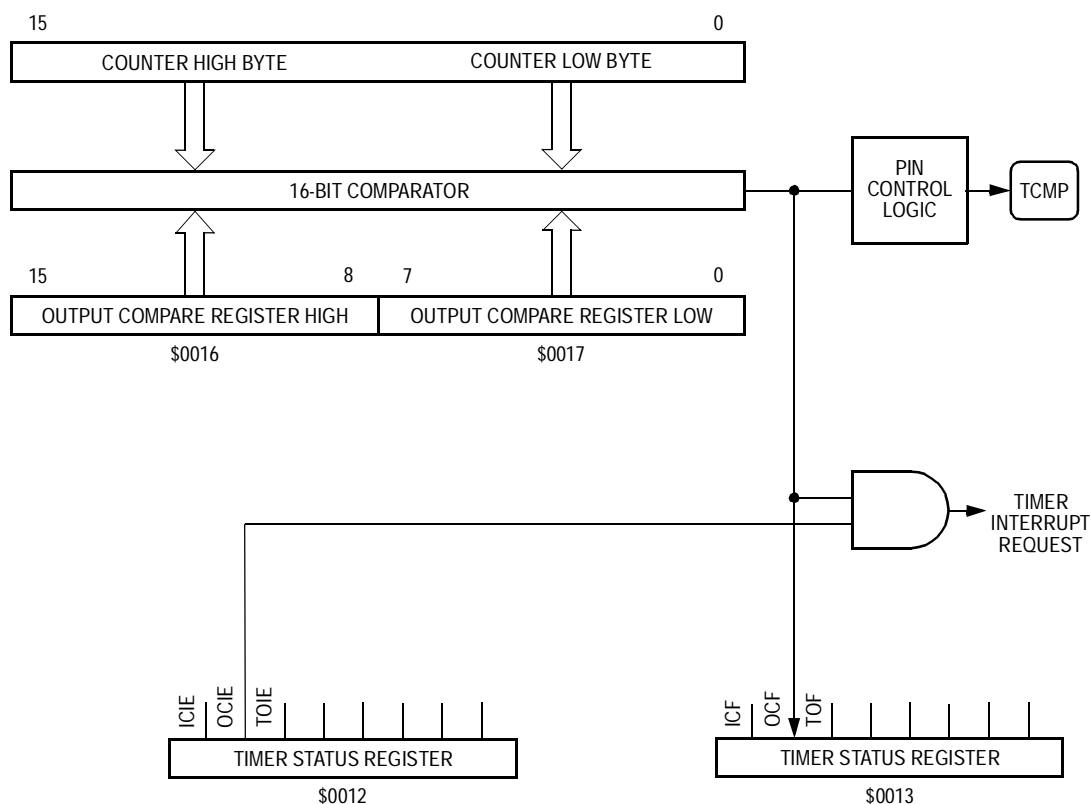 15 0
COUNTER HIGH BYTE COUNTER LOW BYTE
16-BIT COMPARATOR
PIN
CONTROL
LOGIC
TCMP
15 8 7 0
OUTPUT COMPARE REGISTER HIGH OUTPUT COMPARE REGISTER LOW
$0016 $0017
TIMER
INTERRUPT
REQUEST
ICIE
OCIE
TOIE
ICF
OCF
TOF
TIMER STATUS REGISTER TIMER STATUS REGISTER
$0012 $0013